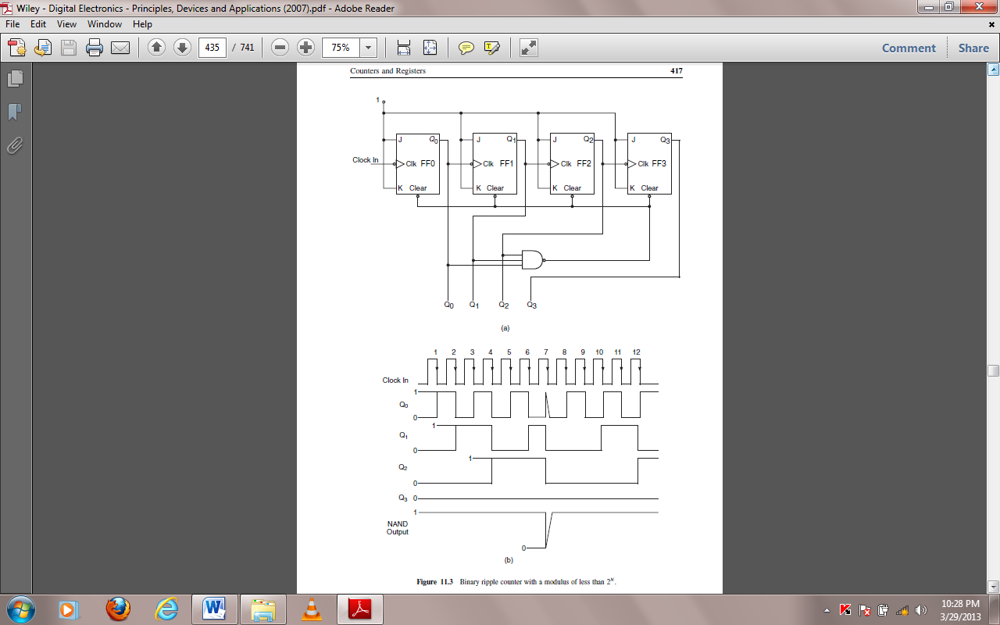 Wiley - Digital Electronics - Principles, Devices and Applications (2007).pdf - Adobe Reader
File Edit View Window Help
435 / 741 75% Comment Share
Counters and Registers 417
1
J Q0 J Q1 J Q2 J Q3
Clock In Clk FF0 Clk FF1 Clk FF2 Clk FF3
K Clear K Clear K Clear K Clear
Q0 Q1 Q2 Q3
(a)
1 2 3 4 5 6 7 8 9 10 11 12
Clock In
1
Q0
0
1
Q1
0
1
Q2
0
Q3 0
1
NAND
Output
0
(b)
Figure 11.3 Binary ripple counter with a modulus of less than 2^N.
10:28 PM
3/29/2013